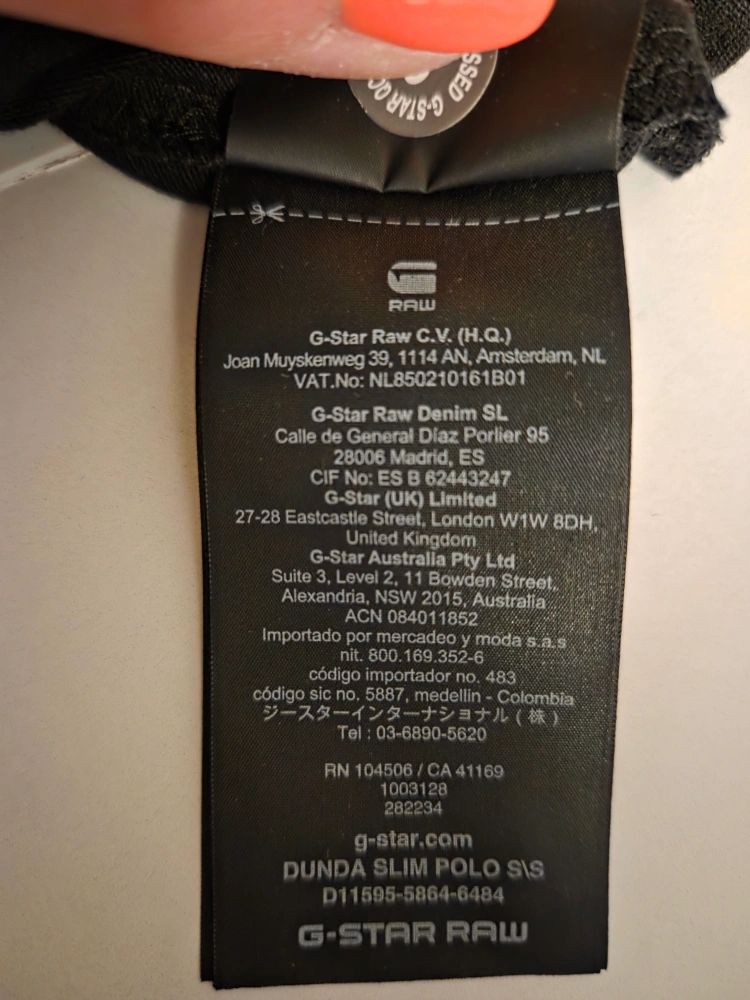 SSED G-STAR QC
RAW
G-Star Raw C.V. (H.Q.)
Joan Muyskenweg 39, 1114 AN, Amsterdam, NL
VAT.No: NL850210161B01
G-Star Raw Denim SL
Calle de General Díaz Porlier 95
28006 Madrid, ES
CIF No: ES B 62443247
G-Star (UK) Limited
27-28 Eastcastle Street, London W1W 8DH,
United Kingdom
G-Star Australia Pty Ltd
Suite 3, Level 2, 11 Bowden Street,
Alexandria, NSW 2015, Australia
ACN 084011852
Importado por mercadeo y moda s.a.s
nit. 800.169.352-6
código importador no. 483
código sic no. 5887, medellin - Colombia
ジースターインターナショナル ( 株 )
Tel : 03-6890-5620
RN 104506 / CA 41169
1003128
282234
g-star.com
DUNDA SLIM POLO S\S
D11595-5864-6484
G-STAR RAW